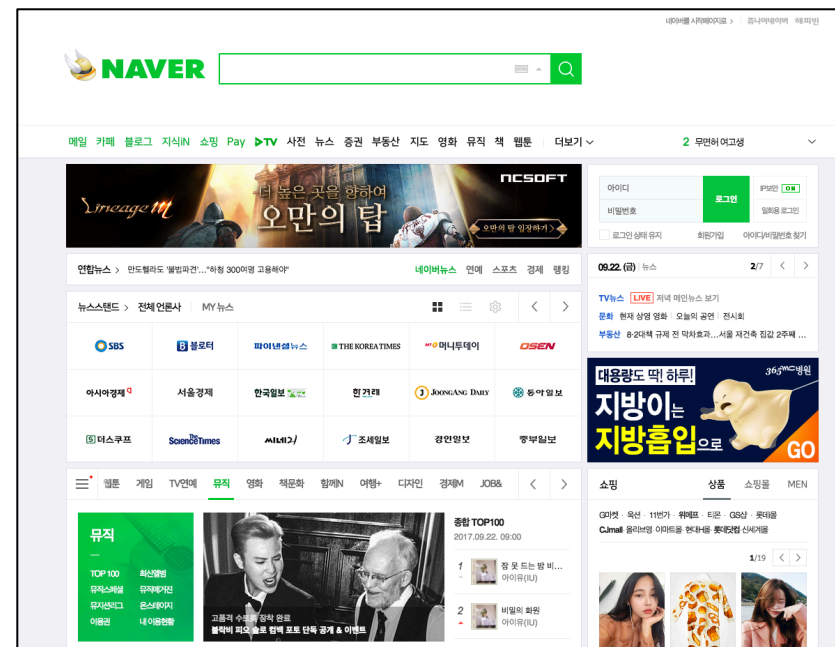 네이버를 시작페이지로 > 쥬니어네이버 해피빈
NAVER
메일 카페 블로그 지식iN 쇼핑 Pay ▶TV 사전 뉴스 증권 부동산 지도 영화 뮤직 책 웹툰 더보기
2 무면허 여고생
Lineage M
더 높은 곳을 향하여
오만의 탑
NCSOFT
오만의 탑 입장하기 >
아이디
비밀번호
로그인
IP보안 ON
일회용 로그인
로그인 상태 유지 회원가입 아이디/비밀번호 찾기
연합뉴스 > 만도헬라도 '불법파견'..."하청 300여명 고용해야"
네이버뉴스 연예 스포츠 경제 랭킹
09.22. (금) 뉴스 2/7
TV뉴스 LIVE 저녁 메인뉴스 보기
문화 현재 상영 영화 오늘의 공연 전시회
부동산 8·2대책 규제 전 막차효과...서울 재건축 집값 2주째 ...
뉴스스탠드 > 전체 언론사 MY 뉴스
SBS 블로터 파이낸셜뉴스 THE KOREA TIMES 머니투데이 OSEN
아시아경제 서울경제 한국일보 한겨레 JOONGANG DAILY 동아일보
더스쿠프 The ScienceTimes 조세일보 경인일보 중부일보
대용량도 딱! 하루!
365mc병원
지방이는
지방흡입으로
GO
웹툰 게임 TV연예 뮤직 영화 책문화 함께N 여행+ 디자인 경제M JOB&
쇼핑 상품 쇼핑몰 MEN
G마켓 · 옥션 · 11번가 · 위메프 · 티몬 · GS샵 · 롯데몰
CJmall· 올리브영· 이마트몰· 현대H몰· 롯데닷컴· 신세계몰
1/19
뮤직
TOP 100 최신앨범
뮤직스페셜 뮤직매거진
뮤지션리그 온스테이지
이용권 내 이용현황
고품격 수트룩 장착 완료
블락비 피오 솔로 컴백 포토 단독 공개 & 이벤트
종합 TOP100
2017.09.22. 09:00
1 잠 못 드는 밤 비...
아이유(IU)
2 비밀의 화원
아이유(IU)